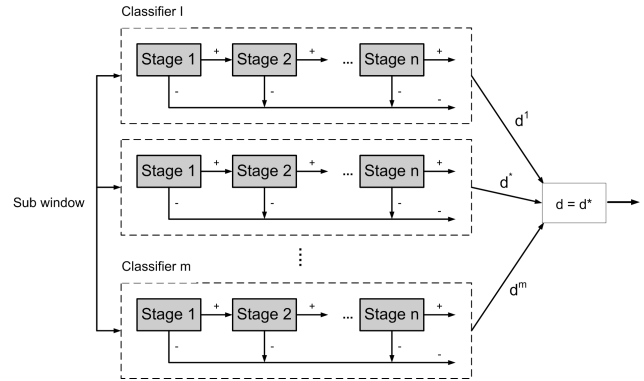 Classifier I
Stage 1 + Stage 2 + ... Stage n +
- - - -
Stage 1 + Stage 2 + ... Stage n +
- - - -
Classifier m
Stage 1 + Stage 2 + ... Stage n +
- - - -
Sub window
d¹
d*
dᵐ
d = d*